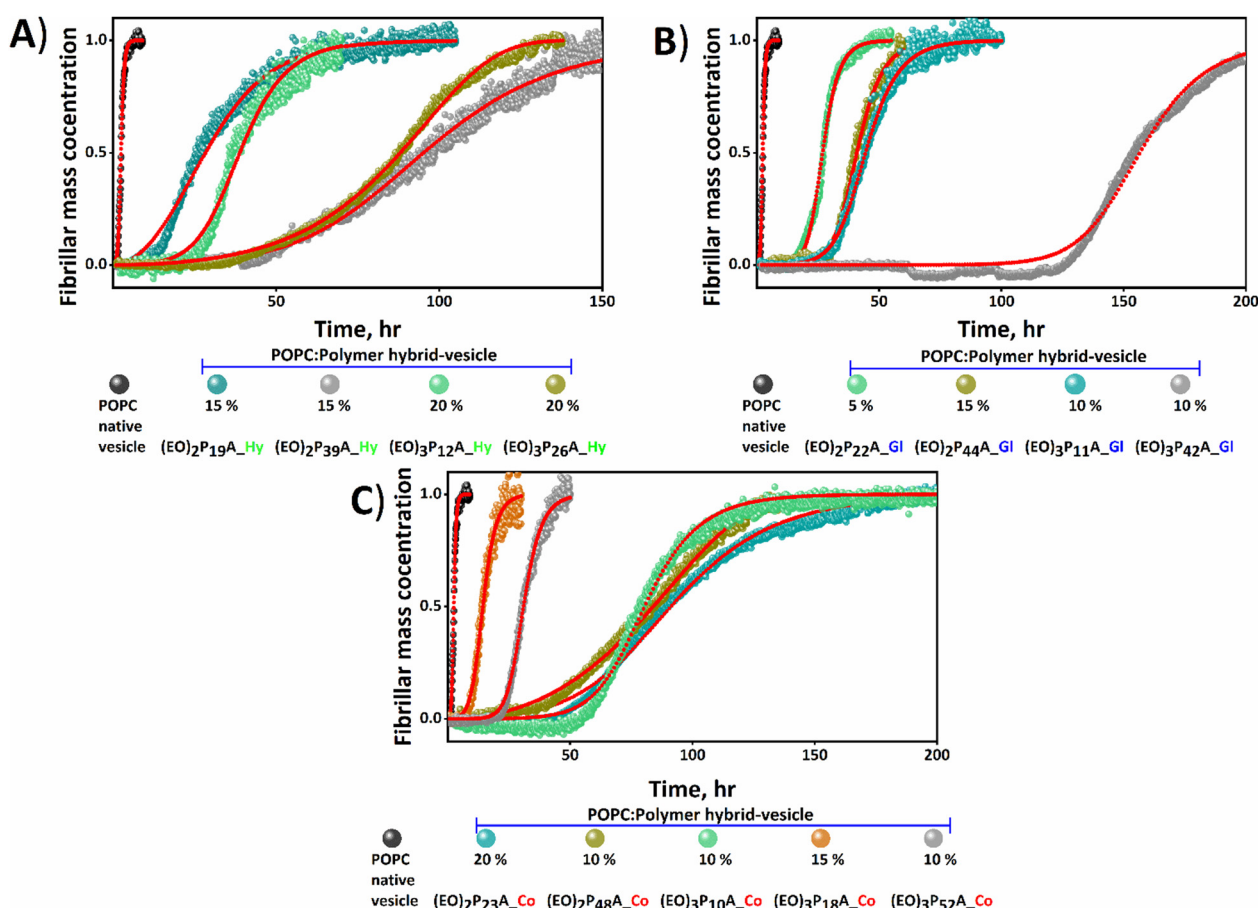 A)
Fibrillar mass cocentration
1.0
0.5
0.0
50 100 150
Time, hr
POPC:Polymer hybrid-vesicle
15 % 15 % 20 % 20 %
POPC
native
vesicle (EO)2P19A_Hy (EO)2P39A_Hy (EO)3P12A_Hy (EO)3P26A_Hy
B)
Fibrillar mass cocentration
1.0
0.5
0.0
50 100 150 200
Time, hr
POPC:Polymer hybrid-vesicle
POPC 5 % 15 % 10 % 10 %
native
vesicle (EO)2P22A_Gl (EO)2P44A_Gl (EO)3P11A_Gl (EO)3P42A_Gl
C)
Fibrillar mass cocentration
1.0
0.5
0.0
50 100 150 200
Time, hr
POPC:Polymer hybrid-vesicle
POPC 20 % 10 % 10 % 15 % 10 %
native
vesicle (EO)2P23A_Co (EO)2P48A_Co (EO)3P10A_Co (EO)3P18A_Co (EO)3P52A_Co